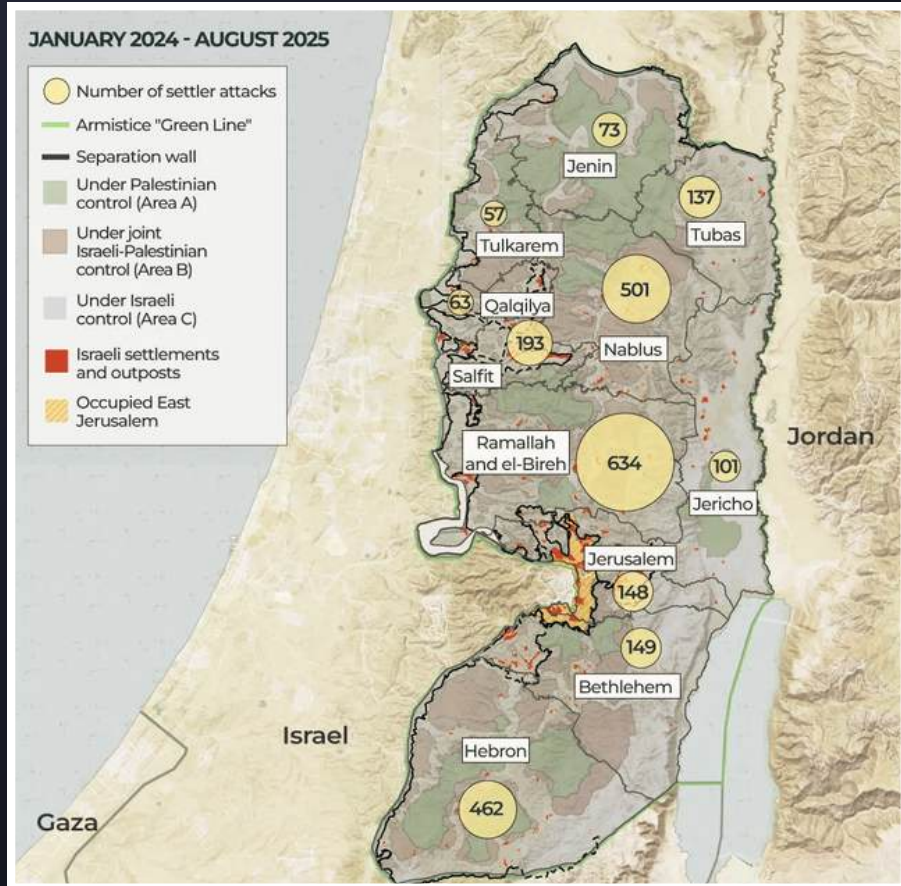 JANUARY 2024 - AUGUST 2025
Number of settler attacks
Armistice "Green Line"
Separation wall
Under Palestinian
control (Area A)
Under joint
Israeli-Palestinian
control (Area B)
Under Israeli
control (Area C)
Israeli settlements
and outposts
Occupied East
Jerusalem
73
Jenin
137
Tubas
57
Tulkarem
63
Qalqilya
501
Nablus
193
Salfit
Ramallah
and el-Bireh
634
Jordan
101
Jericho
Jerusalem
148
149
Bethlehem
Israel
Hebron
462
Gaza